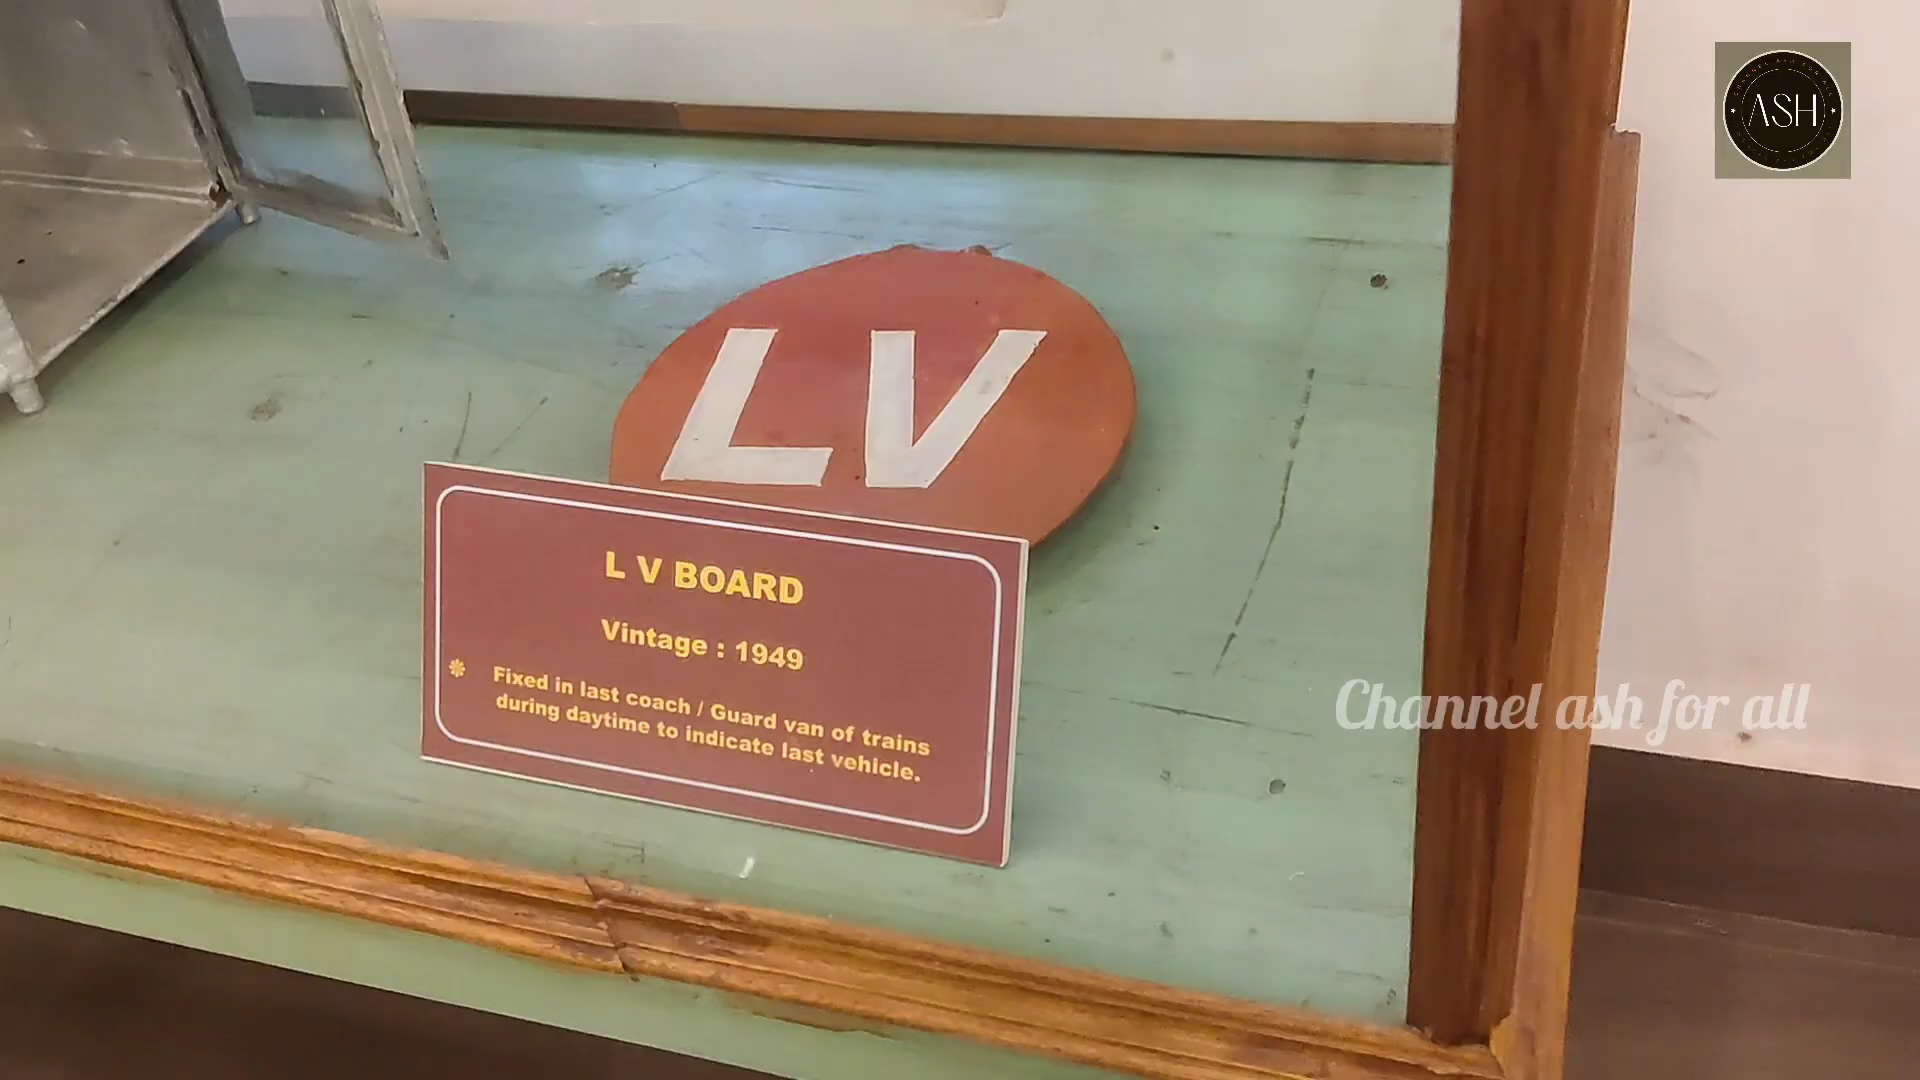 ASH
L V
L V BOARD
Vintage : 1949
Fixed in last coach / Guard van of trains
during daytime to indicate last vehicle.
Channel ash for all